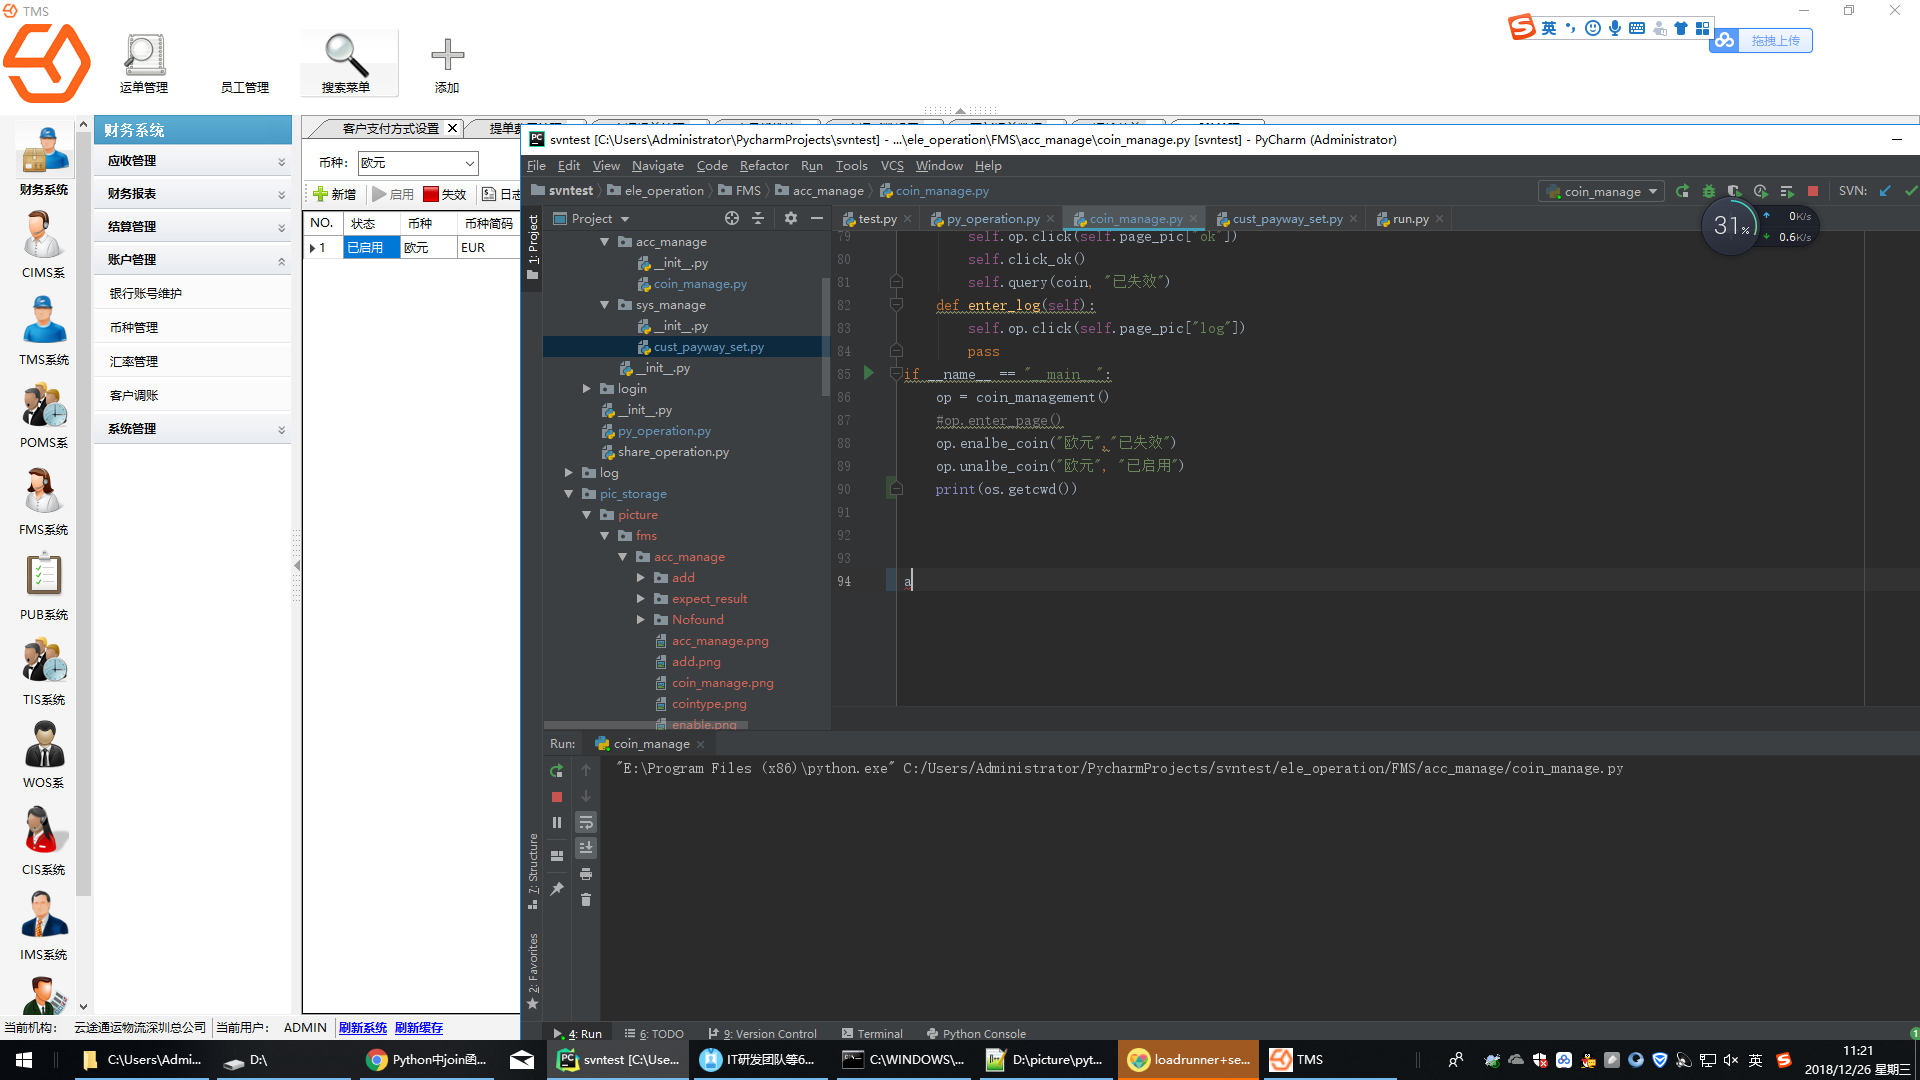 TMS
运单管理
员工管理
搜索菜单
添加
英
拖拽上传
财务系统
CIMS系
TMS系统
POMS系
FMS系统
PUB系统
TIS系统
WOS系
CIS系统
IMS系统
财务系统
应收管理
财务报表
结算管理
账户管理
银行账号维护
币种管理
汇率管理
客户调账
系统管理
客户支付方式设置
币种: 欧元
新增 启用 失效 日志
NO. 状态 币种 币种简码
1 已启用 欧元 EUR
svntest [C:\Users\Administrator\PycharmProjects\svntest] - ...\ele_operation\FMS\acc_manage\coin_manage.py [svntest] - PyCharm (Administrator)
File Edit View Navigate Code Refactor Run Tools VCS Window Help
svntest ele_operation FMS acc_manage coin_manage.py
coin_manage SVN:
31% 0K/s
0.6K/s
1: Project
Project
test.py py_operation.py coin_manage.py cust_payway_set.py run.py
acc_manage
__init__.py
coin_manage.py
sys_manage
__init__.py
cust_payway_set.py
__init__.py
login
__init__.py
py_operation.py
share_operation.py
log
pic_storage
picture
fms
acc_manage
add
expect_result
Nofound
acc_manage.png
add.png
coin_manage.png
cointype.png
enable.png
79 self.op.click(self.page_pic["ok"])
80 self.click_ok()
81 self.query(coin, "已失效")
82 def enter_log(self):
83 self.op.click(self.page_pic["log"])
84 pass
85 if __name__ == "__main__":
86 op = coin_management()
87 #op.enter_page()
88 op.enalbe_coin("欧元","已失效")
89 op.unalbe_coin("欧元", "已启用")
90 print(os.getcwd())
91
92
93
94 a
Run: coin_manage
"E:\Program Files (x86)\python.exe" C:/Users/Administrator/PycharmProjects/svntest/ele_operation/FMS/acc_manage/coin_manage.py
7: Structure
2: Favorites
4: Run 6: TODO 9: Version Control Terminal Python Console
当前机构: 云途通运物流深圳总公司 当前用户: ADMIN 刷新系统 刷新缓存
C:\Users\Admi... D:\ Python中join函... svntest [C:\Use... IT研发团队等6... C:\WINDOWS\... D:\picture\pyt... loadrunner+se... TMS
英
11:21
2018/12/26 星期三